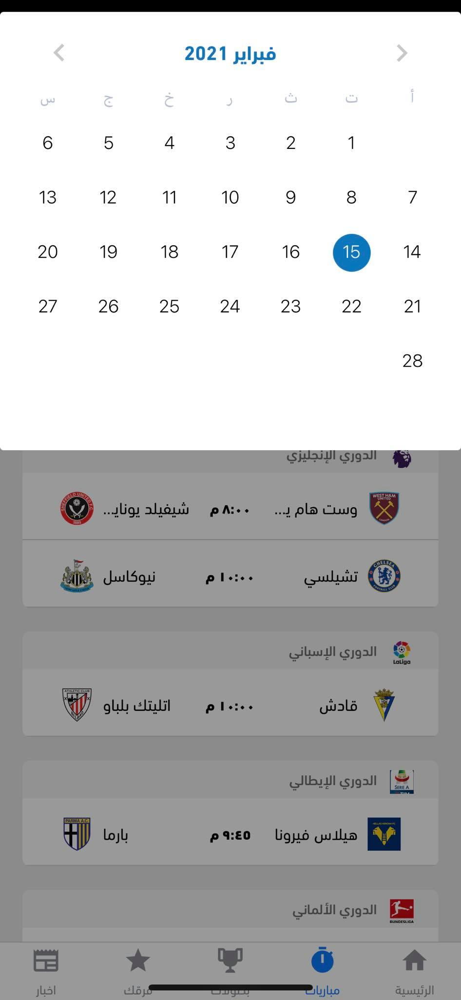 فبراير 2021
أ ت ث ر خ ج س
1 2 3 4 5 6
7 8 9 10 11 12 13
14 15 16 17 18 19 20
21 22 23 24 25 26 27
28
الدوري الإنجليزي
WEST HAM UNITED LONDON
وست هام يـ... ٨:٠٠ م شيفيلد يونايـ...
SHEFFIELD UNITED F.C. 1889
CHELSEA FOOTBALL CLUB
تشيلسي ١٠:٠٠ م نيوكاسل
NEWCASTLE UNITED
الدوري الإسباني
LaLiga
قادش ١٠:٠٠ م اتليتك بلباو
ATHLETIC CLUB BILBAO
الدوري الإيطالي
SERIE A
TIM
HELLAS VERONA FC
هيلاس فيرونا ٩:٤٥ م بارما
PARMA A.C.
الدوري الألماني
BUNDESLIGA
الرئيسية مباريات بطولات فرقك اخبار